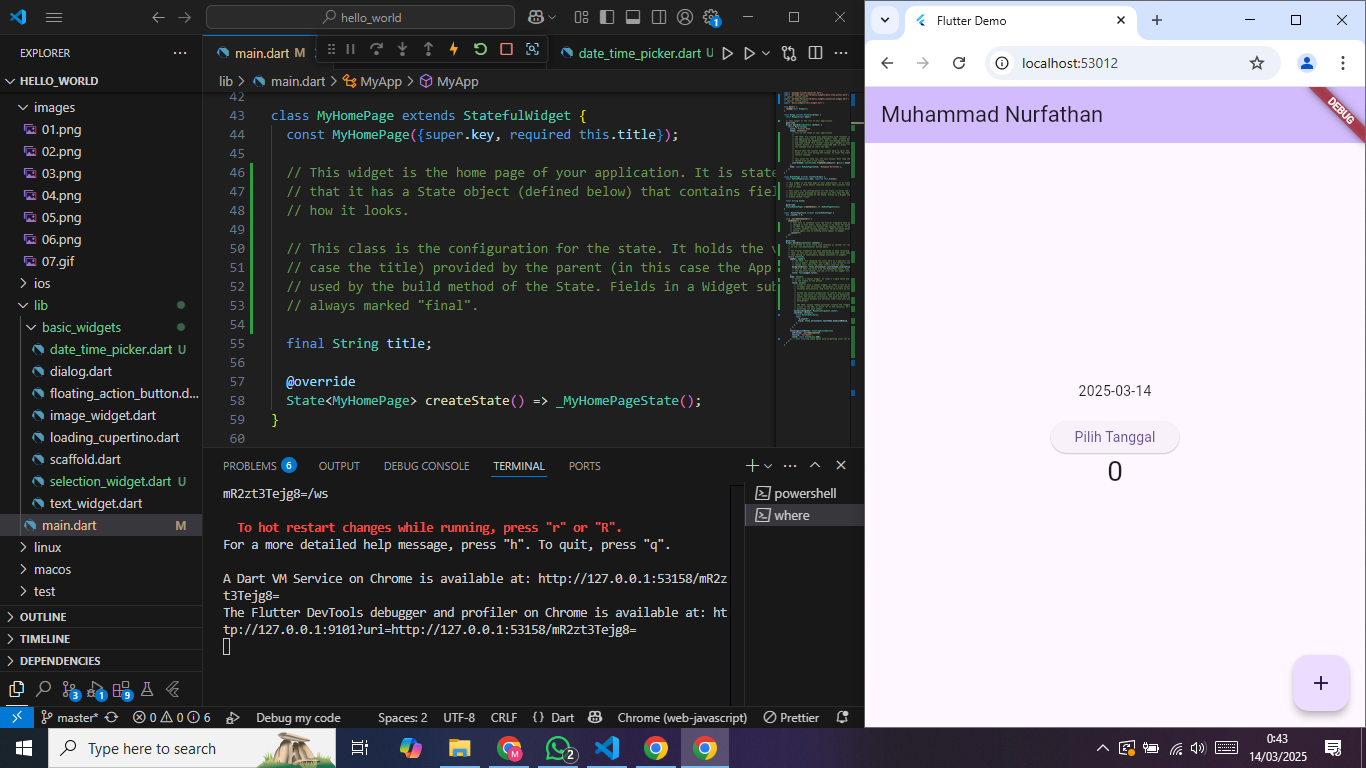 hello_world
1
EXPLORER
main.dart M
date_time_picker.dart U
HELLO_WORLD
lib > main.dart > MyApp > MyApp
images
01.png
02.png
03.png
04.png
05.png
06.png
07.gif
ios
lib
basic_widgets
date_time_picker.dart U
dialog.dart
floating_action_button.d...
image_widget.dart
loading_cupertino.dart
scaffold.dart
selection_widget.dart U
text_widget.dart
main.dart M
linux
macos
test
OUTLINE
TIMELINE
DEPENDENCIES
3
1
9
42
43 class MyHomePage extends StatefulWidget {
44 const MyHomePage({super.key, required this.title});
45
46 // This widget is the home page of your application. It is state
47 // that it has a State object (defined below) that contains fiel
48 // how it looks.
49
50 // This class is the configuration for the state. It holds the v
51 // case the title) provided by the parent (in this case the App
52 // used by the build method of the State. Fields in a Widget sub
53 // always marked "final".
54
55 final String title;
56
57 @override
58 State<MyHomePage> createState() => _MyHomePageState();
59 }
60
PROBLEMS 6 OUTPUT DEBUG CONSOLE TERMINAL PORTS
mR2zt3Tejg8=/ws
To hot restart changes while running, press "r" or "R".
For a more detailed help message, press "h". To quit, press "q".
A Dart VM Service on Chrome is available at: http://127.0.0.1:53158/mR2z
t3Tejg8=
The Flutter DevTools debugger and profiler on Chrome is available at: ht
tp://127.0.0.1:9101?uri=http://127.0.0.1:53158/mR2zt3Tejg8=
powershell
where
master* 0 0 6 Debug my code Spaces: 2 UTF-8 CRLF {} Dart Chrome (web-javascript) Prettier
Flutter Demo
localhost:53012
Muhammad Nurfathan
DEBUG
2025-03-14
Pilih Tanggal
0
+
Type here to search
M
2
0:43
14/03/2025